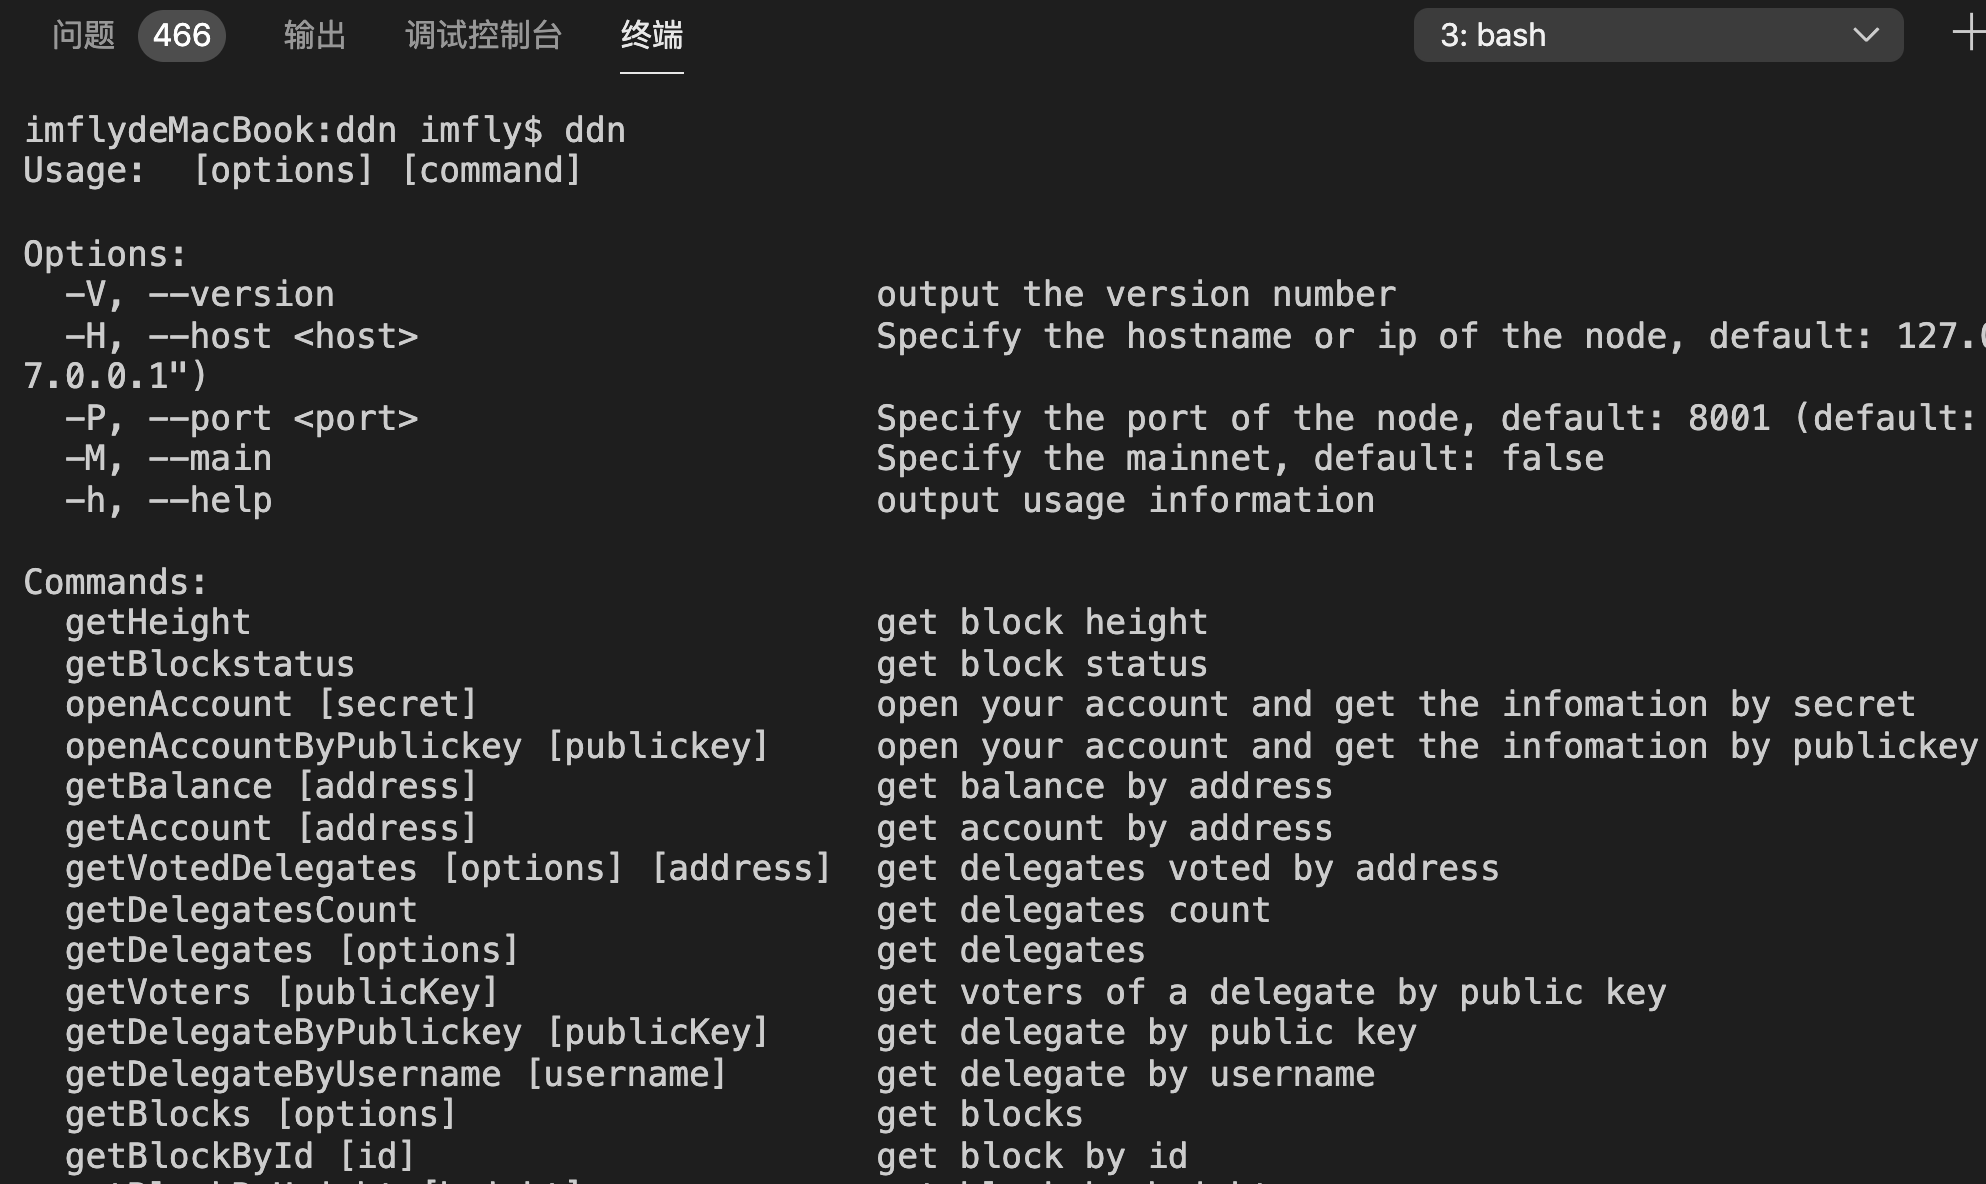 问题 466 输出 调试控制台 终端 3: bash
imflydeMacBook:ddn imfly$ ddn
Usage:  [options] [command]
Options:
-V, --version output the version number
-H, --host <host> Specify the hostname or ip of the node, default: 127.
7.0.0.1")
-P, --port <port> Specify the port of the node, default: 8001 (default:
-M, --main Specify the mainnet, default: false
-h, --help output usage information
Commands:
getHeight get block height
getBlockstatus get block status
openAccount [secret] open your account and get the infomation by secret
openAccountByPublickey [publickey] open your account and get the infomation by publickey
getBalance [address] get balance by address
getAccount [address] get account by address
getVotedDelegates [options] [address] get delegates voted by address
getDelegatesCount get delegates count
getDelegates [options] get delegates
getVoters [publicKey] get voters of a delegate by public key
getDelegateByPublickey [publicKey] get delegate by public key
getDelegateByUsername [username] get delegate by username
getBlocks [options] get blocks
getBlockById [id] get block by id